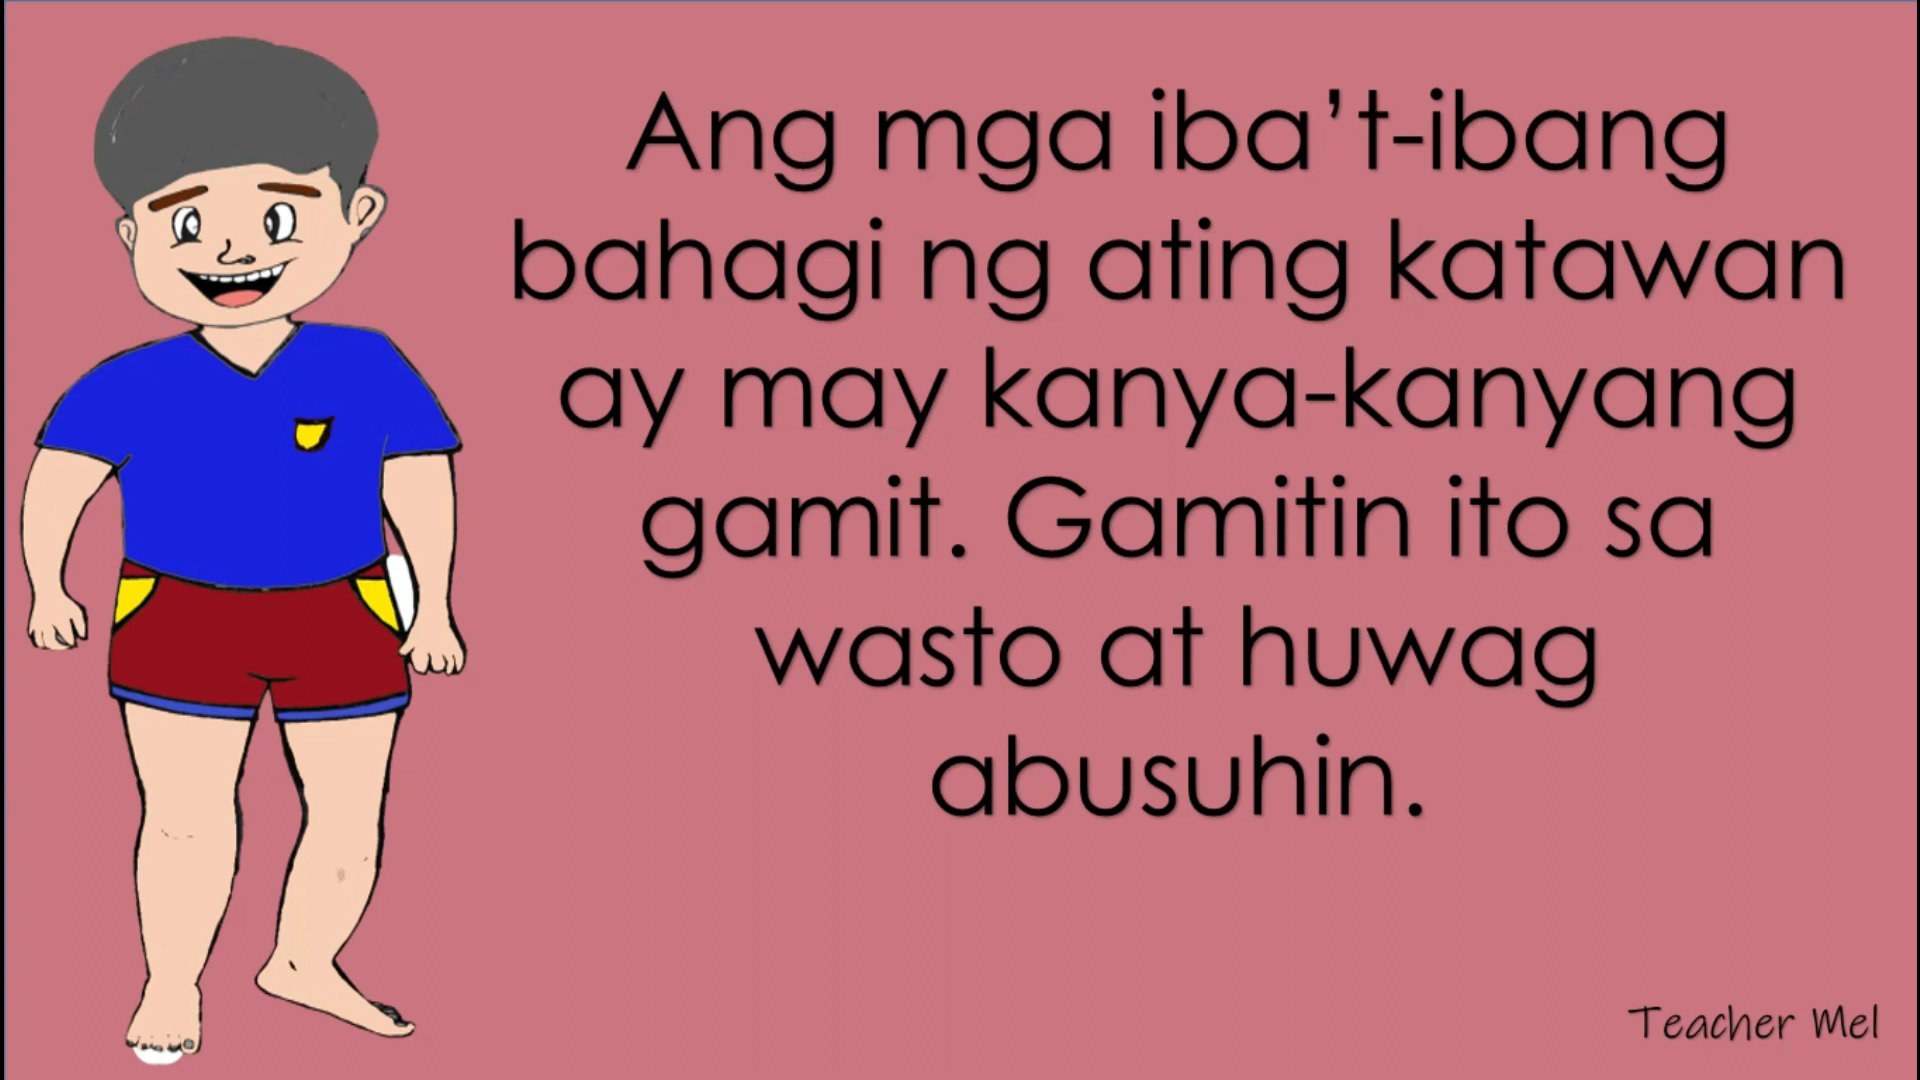 Ang mga iba’t-ibang
bahagi ng ating katawan
ay may kanya-kanyang
gamit. Gamitin ito sa
wasto at huwag
abusuhin.
Teacher Mel